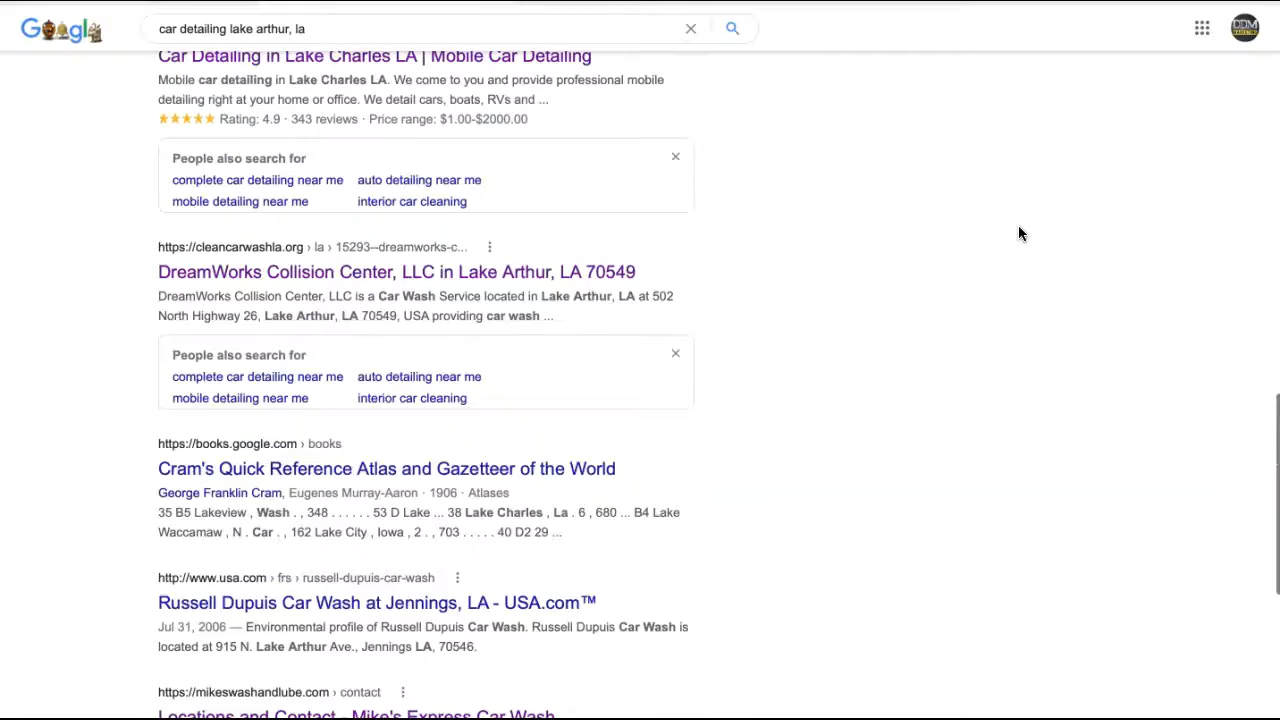 Google
car detailing lake arthur, la
DDM
Car Detailing in Lake Charles LA | Mobile Car Detailing
Mobile car detailing in Lake Charles LA. We come to you and provide professional mobile
detailing right at your home or office. We detail cars, boats, RVs and ...
Rating: 4.9 · 343 reviews · Price range: $1.00-$2000.00
People also search for
complete car detailing near me auto detailing near me
mobile detailing near me interior car cleaning
https://cleancarwashla.org › la › 15293--dreamworks-c...
DreamWorks Collision Center, LLC in Lake Arthur, LA 70549
DreamWorks Collision Center, LLC is a Car Wash Service located in Lake Arthur, LA at 502
North Highway 26, Lake Arthur, LA 70549, USA providing car wash ...
People also search for
complete car detailing near me auto detailing near me
mobile detailing near me interior car cleaning
https://books.google.com › books
Cram's Quick Reference Atlas and Gazetteer of the World
George Franklin Cram, Eugenes Murray-Aaron · 1906 · Atlases
35 B5 Lakeview , Wash . , 348 . . . . . . 53 D Lake ... 38 Lake Charles , La . 6 , 680 ... B4 Lake
Waccamaw , N . Car . , 162 Lake City , Iowa , 2 . , 703 . . . . . 40 D2 29 ...
http://www.usa.com › frs › russell-dupuis-car-wash
Russell Dupuis Car Wash at Jennings, LA - USA.com™
Jul 31, 2006 — Environmental profile of Russell Dupuis Car Wash. Russell Dupuis Car Wash is
located at 915 N. Lake Arthur Ave., Jennings LA, 70546.
https://mikeswashandlube.com › contact
Locations and Contact - Mike's Express Car Wash